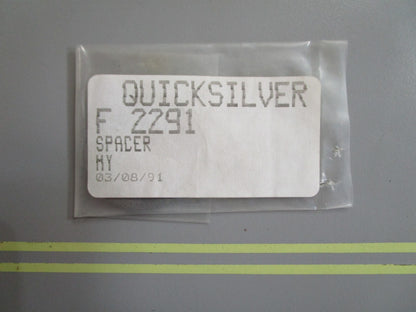 QUICKSILVER
F 2291
SPACER
MY
03/08/91